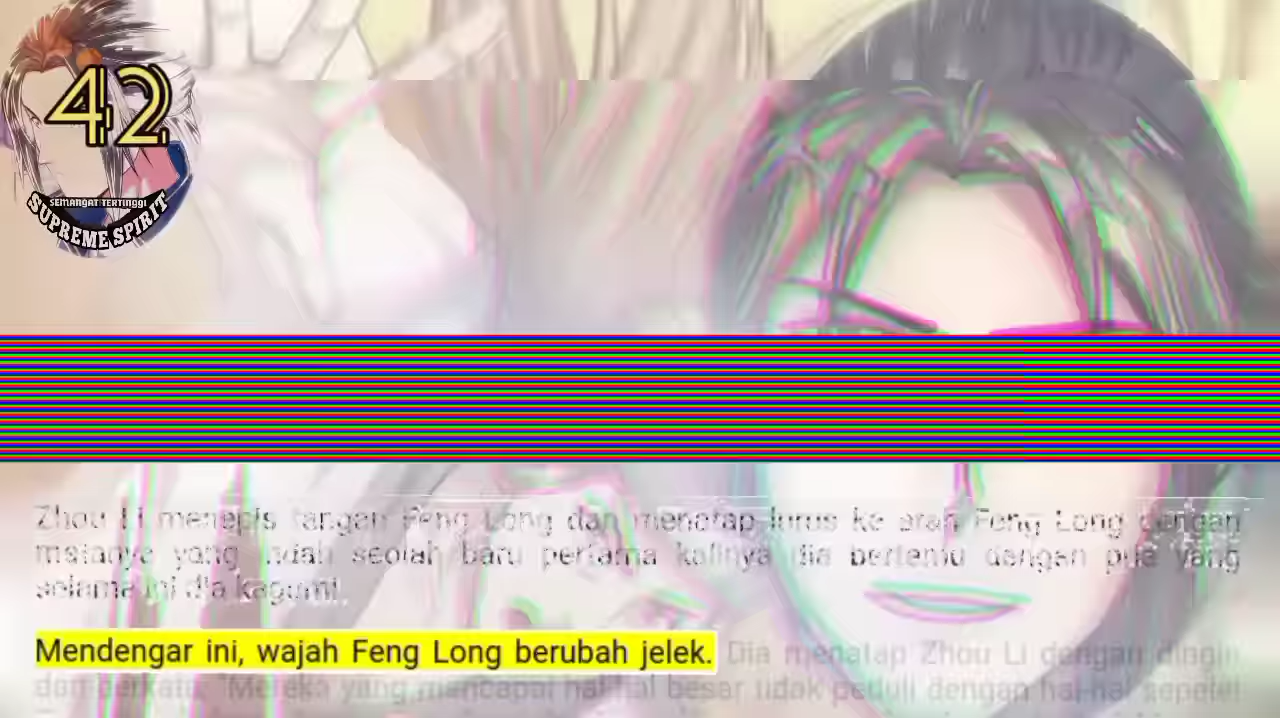 42
SEMANGAT TERTINGGI
SUPREME SPIRIT
Zhou Li menepis tangan Feng Long dan menatap lurus ke arah Feng Long dengan
matanya yang indah seolah baru pertama kalinya dia bertemu dengan pria yang
selama ini dia kagumi.
Mendengar ini, wajah Feng Long berubah jelek. Dia menatap Zhou Li dengan dingin
dan berkata: "Mereka yang mencapai hal-hal besar tidak peduli dengan hal-hal sepele!